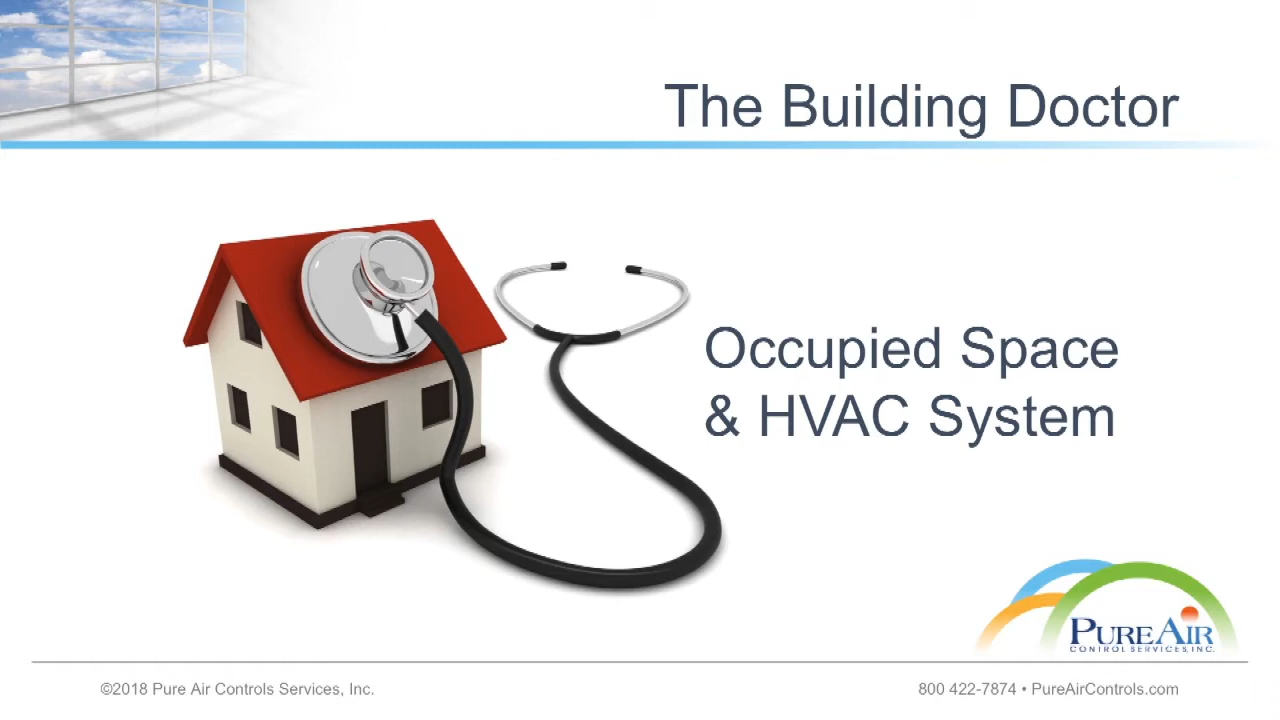 The Building Doctor
Occupied Space
& HVAC System
PUREAIR
CONTROL SERVICES, INC.
©2018 Pure Air Controls Services, Inc.
800 422-7874 • PureAirControls.com